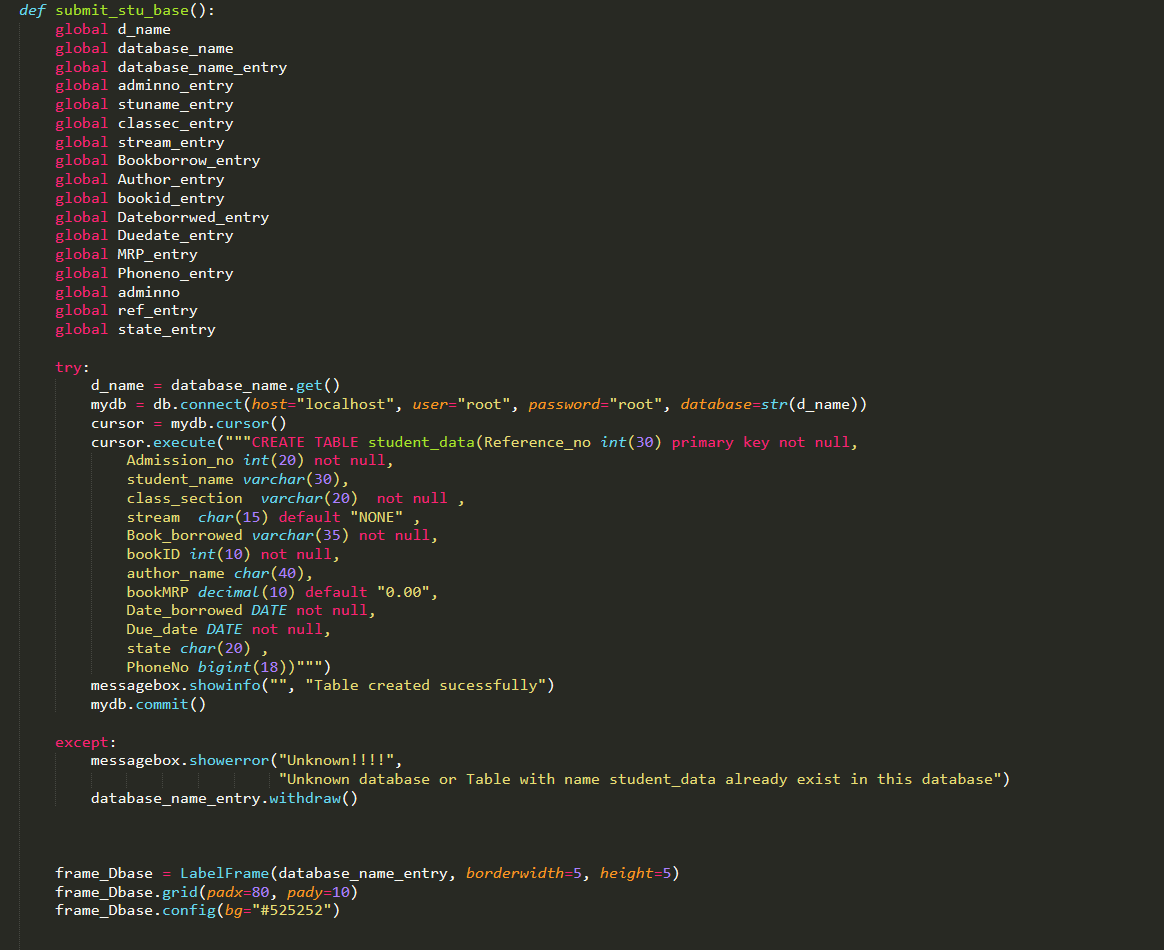 def submit_stu_base():
    global d_name
    global database_name
    global database_name_entry
    global adminno_entry
    global stuname_entry
    global classec_entry
    global stream_entry
    global Bookborrow_entry
    global Author_entry
    global bookid_entry
    global Dateborrwed_entry
    global Duedate_entry
    global MRP_entry
    global Phoneno_entry
    global adminno
    global ref_entry
    global state_entry

    try:
        d_name = database_name.get()
        mydb = db.connect(host="localhost", user="root", password="root", database=str(d_name))
        cursor = mydb.cursor()
        cursor.execute("""CREATE TABLE student_data(Reference_no int(30) primary key not null,
            Admission_no int(20) not null,
            student_name varchar(30),
            class_section  varchar(20)  not null ,
            stream  char(15) default "NONE" ,
            Book_borrowed varchar(35) not null,
            bookID int(10) not null,
            author_name char(40),
            bookMRP decimal(10) default "0.00",
            Date_borrowed DATE not null,
            Due_date DATE not null,
            state char(20) ,
            PhoneNo bigint(18))""")
        messagebox.showinfo("", "Table created sucessfully")
        mydb.commit()

    except:
        messagebox.showerror("Unknown!!!!",
                             "Unknown database or Table with name student_data already exist in this database")
        database_name_entry.withdraw()

    frame_Dbase = LabelFrame(database_name_entry, borderwidth=5, height=5)
    frame_Dbase.grid(padx=80, pady=10)
    frame_Dbase.config(bg="#525252")